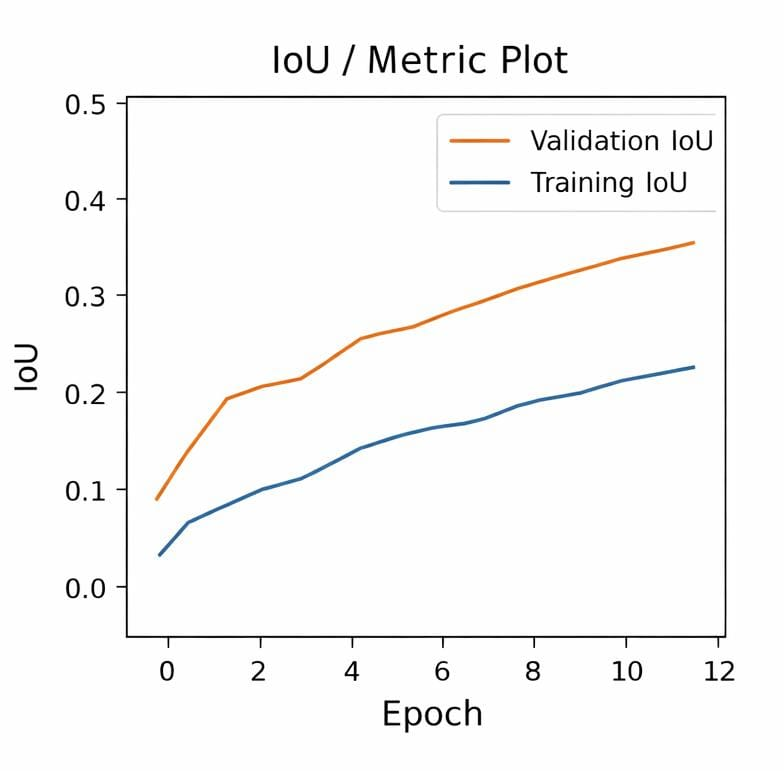 IoU / Metric Plot
Validation IoU
Training IoU
0.5
0.4
0.3
0.2
0.1
0.0
IoU
0 2 4 6 8 10 12
Epoch